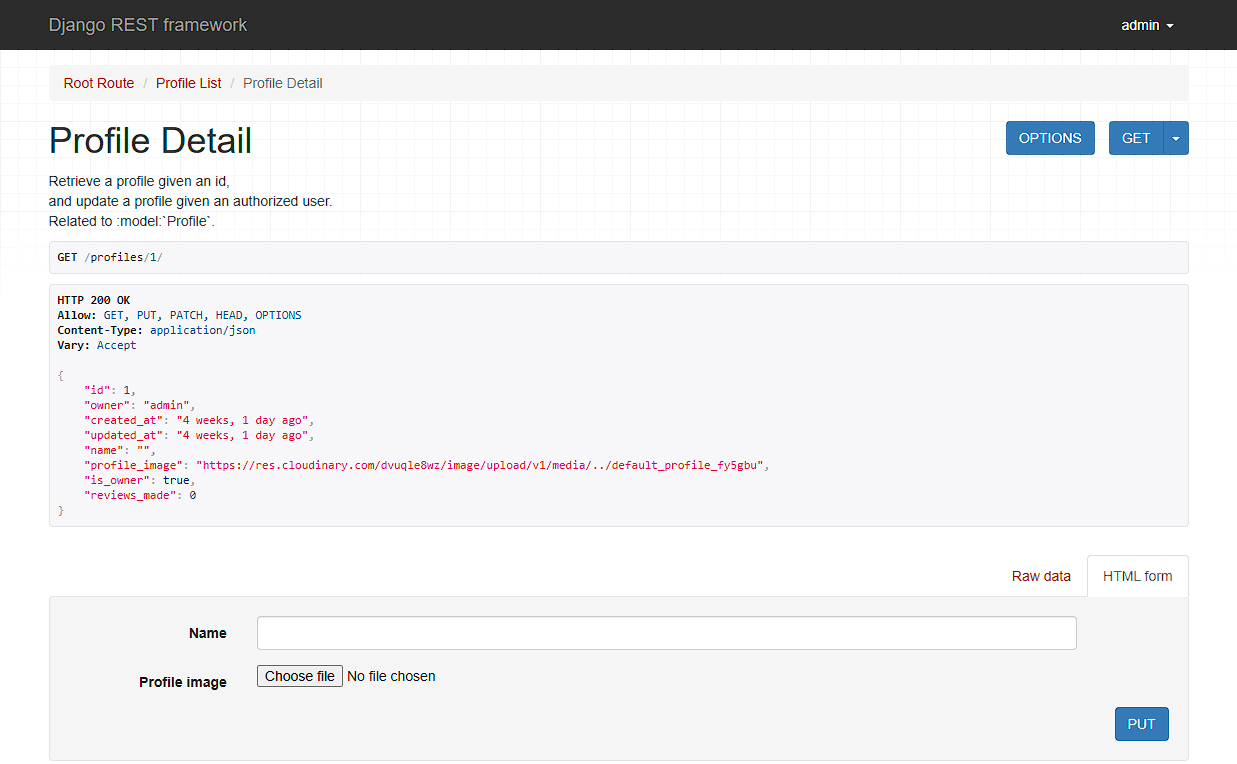 Django REST framework
admin
Root Route / Profile List / Profile Detail
Profile Detail
OPTIONS
GET
Retrieve a profile given an id,
and update a profile given an authorized user.
Related to :model:`Profile`.
GET /profiles/1/
HTTP 200 OK
Allow: GET, PUT, PATCH, HEAD, OPTIONS
Content-Type: application/json
Vary: Accept
{
    "id": 1,
    "owner": "admin",
    "created_at": "4 weeks, 1 day ago",
    "updated_at": "4 weeks, 1 day ago",
    "name": "",
    "profile_image": "https://res.cloudinary.com/dvuqle8wz/image/upload/v1/media/../default_profile_fy5gbu",
    "is_owner": true,
    "reviews_made": 0
}
Raw data
HTML form
Name
Profile image
Choose file No file chosen
PUT